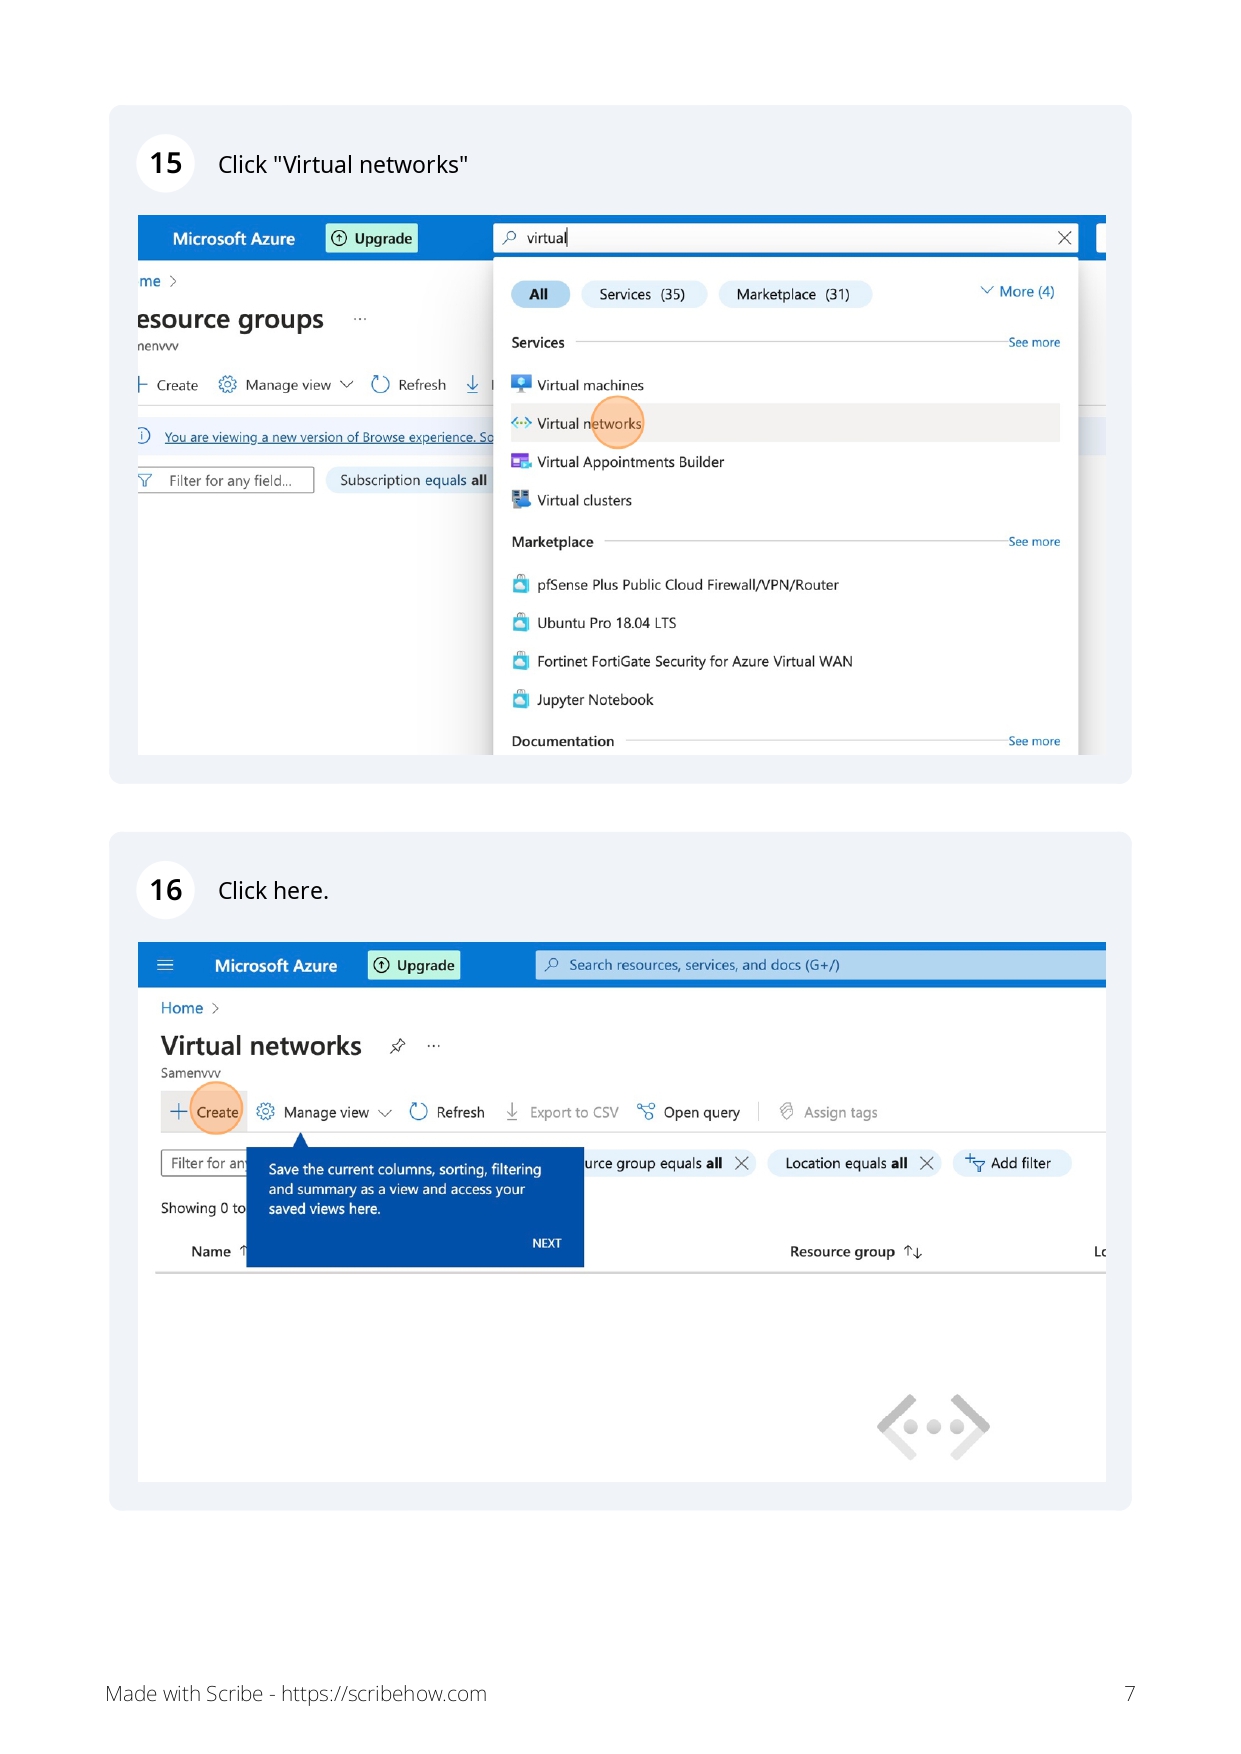 15 Click "Virtual networks"
Microsoft Azure Upgrade virtual
me
All Services (35) Marketplace (31) More (4)
esource groups ...
menvvv
Services See more
Create Manage view Refresh
Virtual machines
Virtual networks
You are viewing a new version of Browse experience. So
Virtual Appointments Builder
Filter for any field... Subscription equals all
Virtual clusters
Marketplace See more
pfSense Plus Public Cloud Firewall/VPN/Router
Ubuntu Pro 18.04 LTS
Fortinet FortiGate Security for Azure Virtual WAN
Jupyter Notebook
Documentation See more
16 Click here.
Microsoft Azure Upgrade Search resources, services, and docs (G+/)
Home >
Virtual networks ...
Samenvvv
+ Create Manage view Refresh Export to CSV Open query Assign tags
Filter for an urce group equals all Location equals all Add filter
Save the current columns, sorting, filtering
and summary as a view and access your
saved views here.
Showing 0 to
NEXT
Name Resource group Lo
Made with Scribe - https://scribehow.com 7